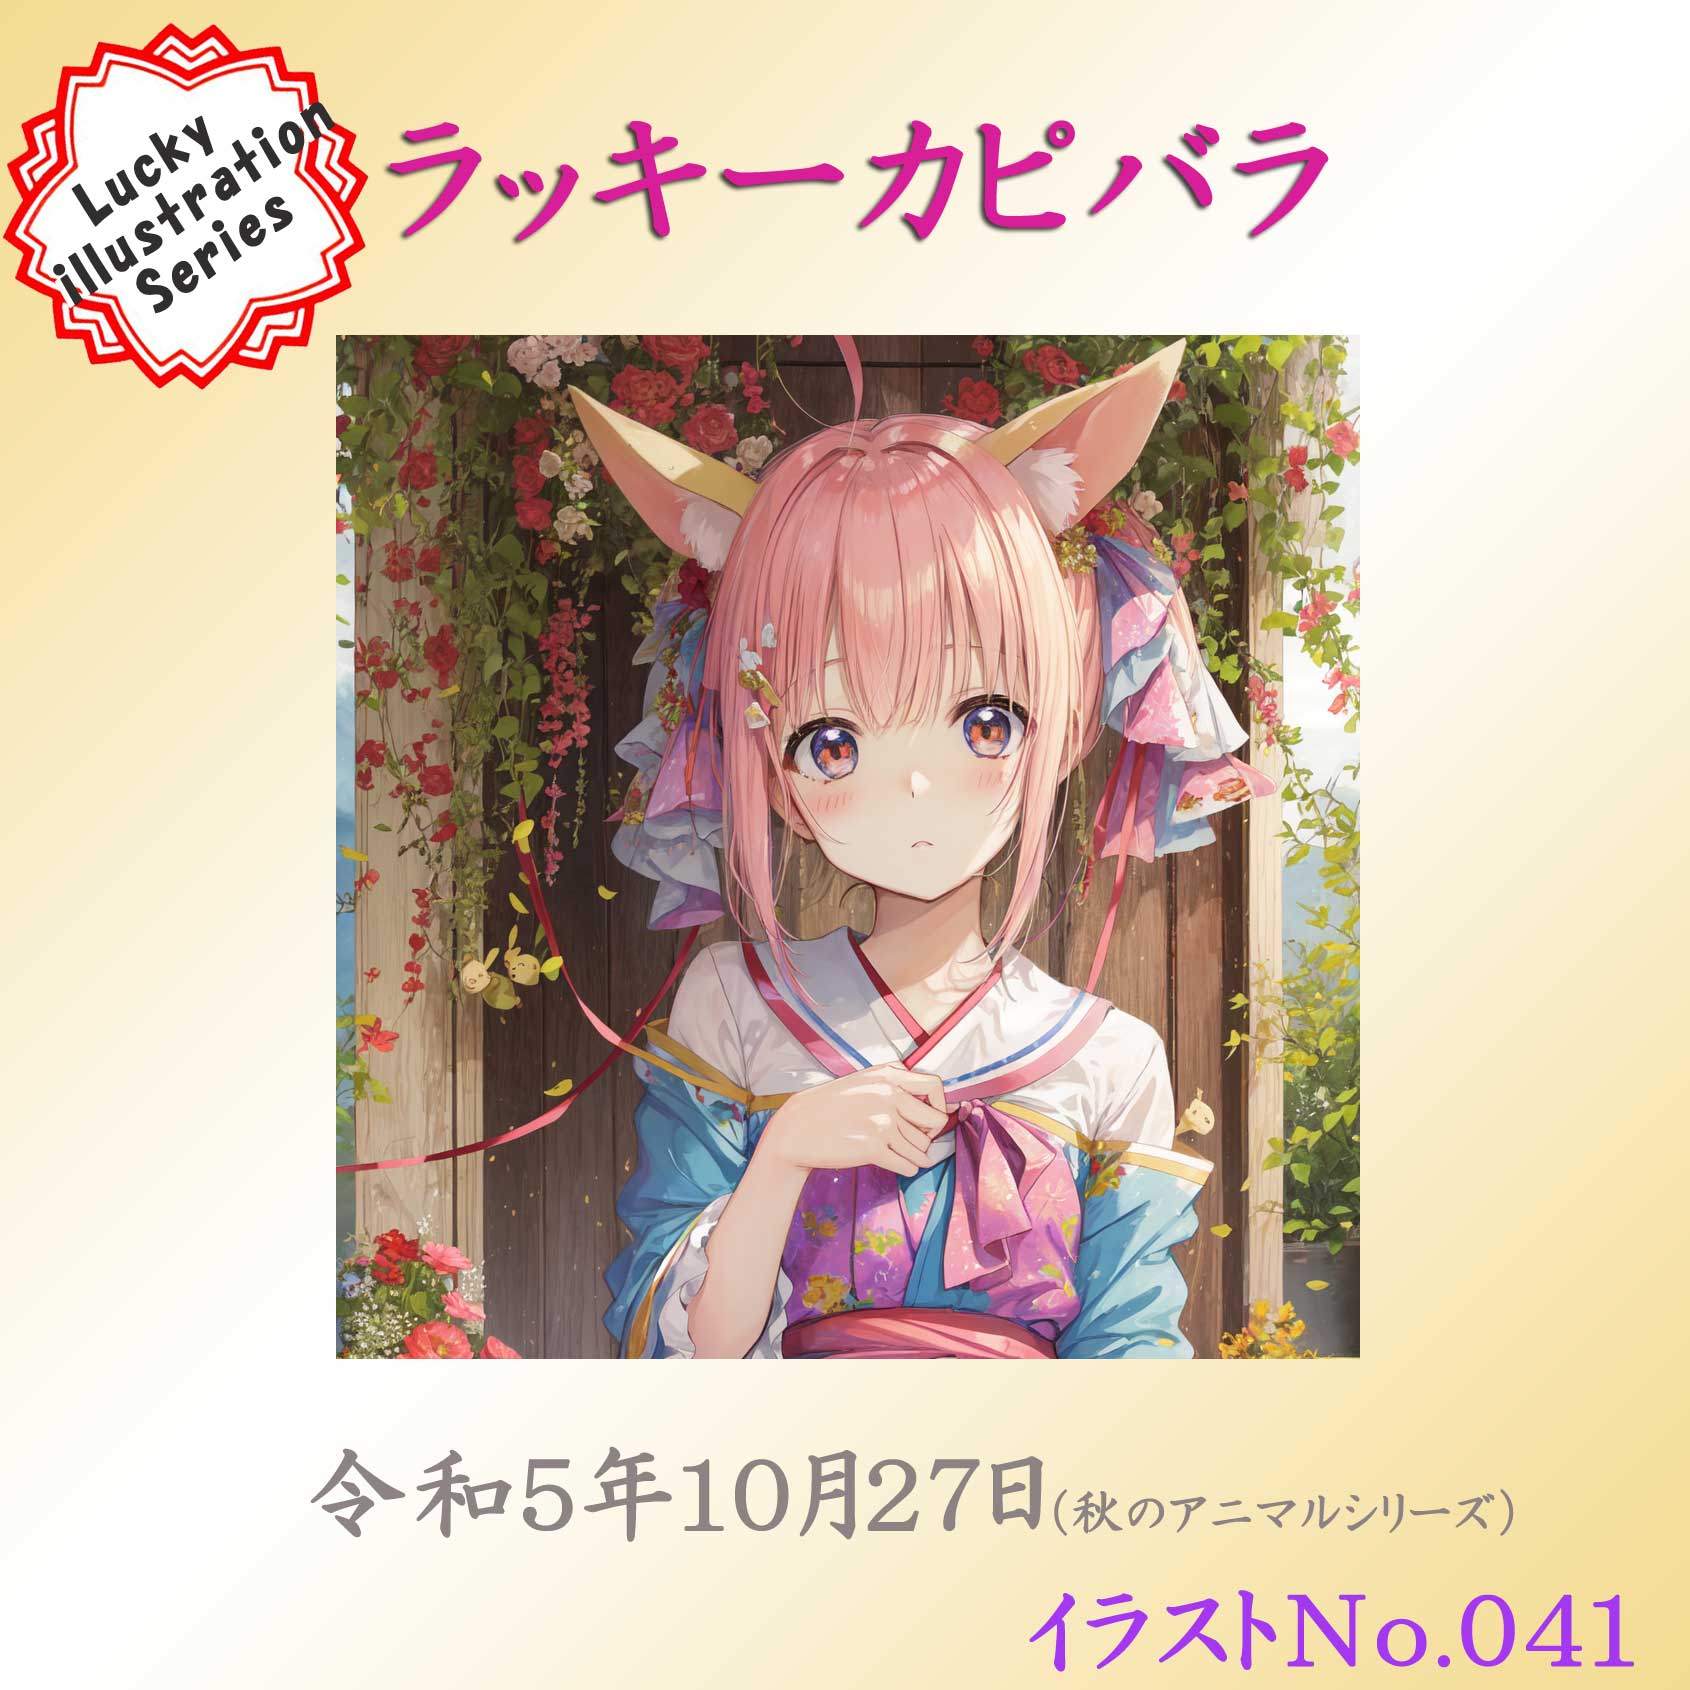 Lucky
illustration
Series
ラッキーカピバラ
令和5年10月27日(秋のアニマルシリーズ)
イラストNo.041